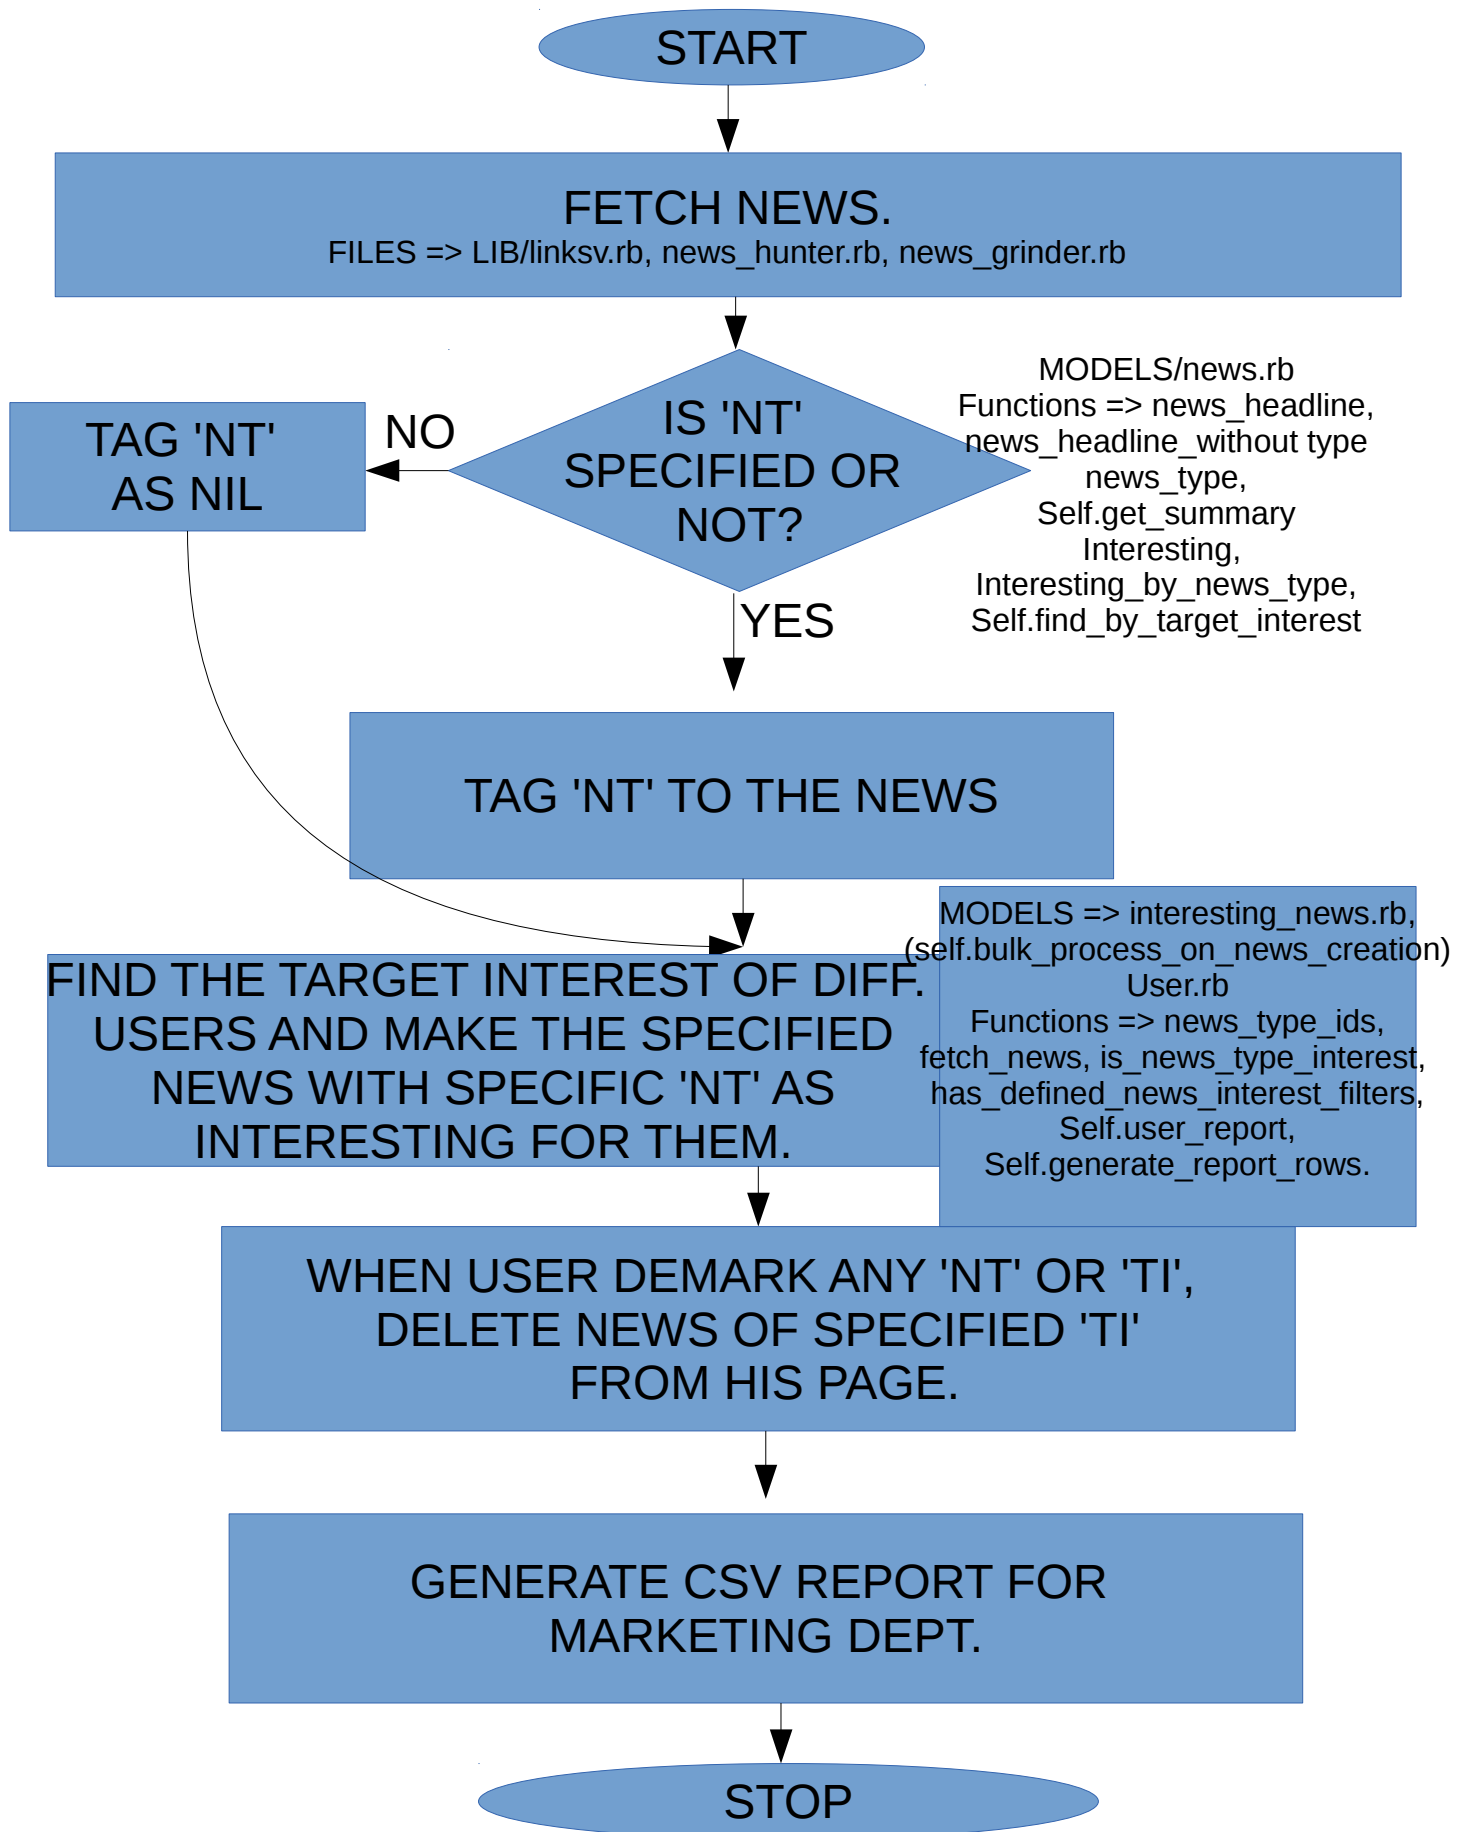 START
FETCH NEWS.
FILES => LIB/linksv.rb, news_hunter.rb, news_grinder.rb
IS 'NT'
SPECIFIED OR
NOT?
NO
TAG 'NT'
AS NIL
MODELS/news.rb
Functions => news_headline,
news_headline_without type
news_type,
Self.get_summary
Interesting,
Interesting_by_news_type,
Self.find_by_target_interest
YES
TAG 'NT' TO THE NEWS
FIND THE TARGET INTEREST OF DIFF.
USERS AND MAKE THE SPECIFIED
NEWS WITH SPECIFIC 'NT' AS
INTERESTING FOR THEM.
MODELS => interesting_news.rb,
(self.bulk_process_on_news_creation)
User.rb
Functions => news_type_ids,
fetch_news, is_news_type_interest,
has_defined_news_interest_filters,
Self.user_report,
Self.generate_report_rows.
WHEN USER DEMARK ANY 'NT' OR 'TI',
DELETE NEWS OF SPECIFIED 'TI'
FROM HIS PAGE.
GENERATE CSV REPORT FOR
MARKETING DEPT.
STOP